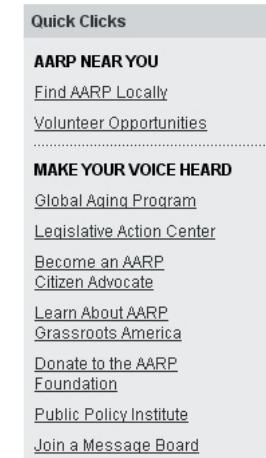 Quick Clicks
AARP NEAR YOU
Find AARP Locally
Volunteer Opportunities
MAKE YOUR VOICE HEARD
Global Aging Program
Legislative Action Center
Become an AARP
Citizen Advocate
Learn About AARP
Grassroots America
Donate to the AARP
Foundation
Public Policy Institute
Join a Message Board